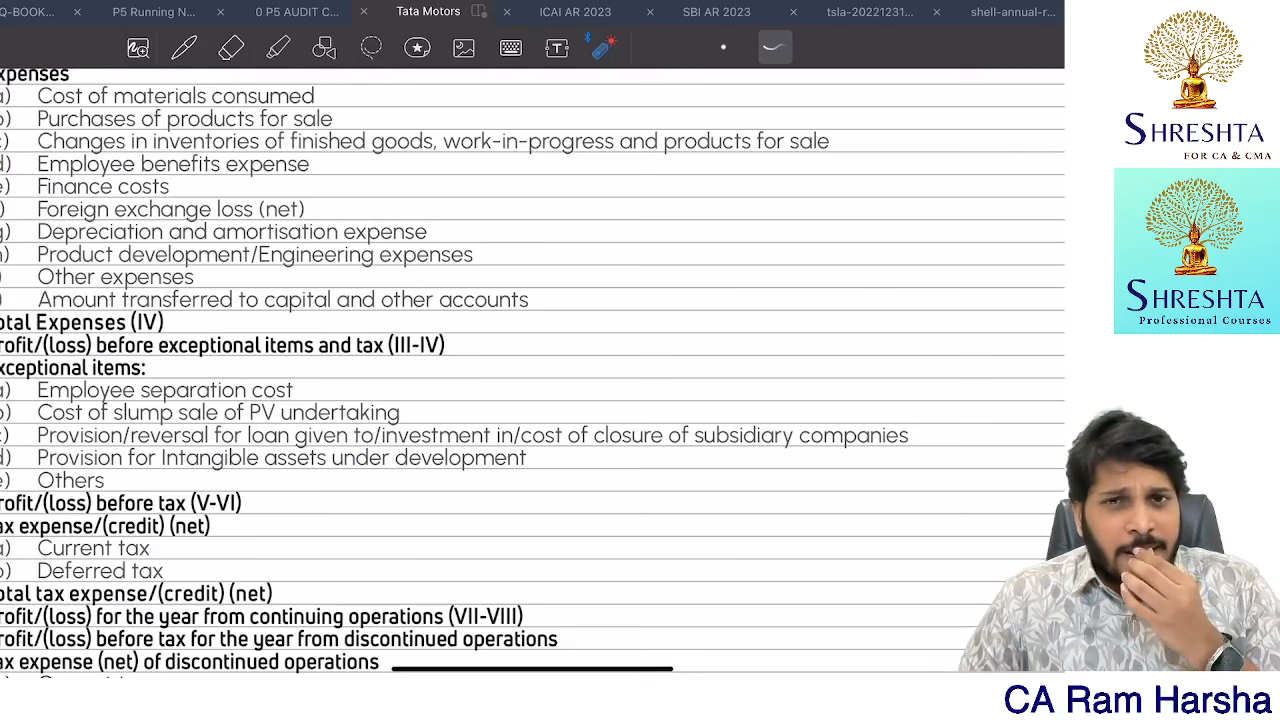 Q-BOOK... × P5 Running N... × 0 P5 AUDIT C... × Tata Motors × ICAI AR 2023 × SBI AR 2023 × tsla-20221231... × shell-annual-r...
xpenses
a) Cost of materials consumed
b) Purchases of products for sale
c) Changes in inventories of finished goods, work-in-progress and products for sale
d) Employee benefits expense
e) Finance costs
) Foreign exchange loss (net)
g) Depreciation and amortisation expense
h) Product development/Engineering expenses
) Other expenses
) Amount transferred to capital and other accounts
otal Expenses (IV)
rofit/(loss) before exceptional items and tax (III-IV)
xceptional items:
a) Employee separation cost
b) Cost of slump sale of PV undertaking
c) Provision/reversal for loan given to/investment in/cost of closure of subsidiary companies
d) Provision for Intangible assets under development
e) Others
rofit/(loss) before tax (V-VI)
ax expense/(credit) (net)
a) Current tax
b) Deferred tax
otal tax expense/(credit) (net)
rofit/(loss) for the year from continuing operations (VII-VIII)
rofit/(loss) before tax for the year from discontinued operations
ax expense (net) of discontinued operations
SHRESHTA
FOR CA & CMA
SHRESHTA
Professional Courses
CA Ram Harsha